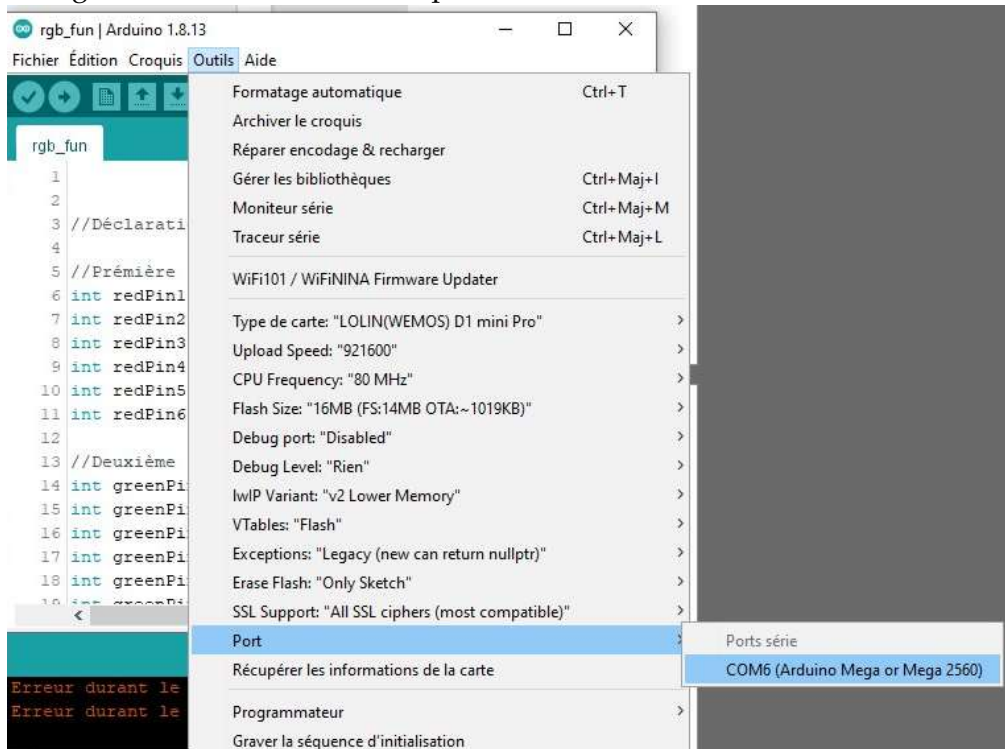 rgb_fun | Arduino 1.8.13
Fichier Édition Croquis Outils Aide
rgb_fun
Formatage automatique Ctrl+T
Archiver le croquis
Réparer encodage & recharger
Gérer les bibliothèques Ctrl+Maj+I
Moniteur série Ctrl+Maj+M
Traceur série Ctrl+Maj+L
WiFi101 / WiFiNINA Firmware Updater
Type de carte: "LOLIN(WEMOS) D1 mini Pro"
Upload Speed: "921600"
CPU Frequency: "80 MHz"
Flash Size: "16MB (FS:14MB OTA:~1019KB)"
Debug port: "Disabled"
Debug Level: "Rien"
lwIP Variant: "v2 Lower Memory"
VTables: "Flash"
Exceptions: "Legacy (new can return nullptr)"
Erase Flash: "Only Sketch"
SSL Support: "All SSL ciphers (most compatible)"
Port
Récupérer les informations de la carte
Programmateur
Graver la séquence d'initialisation
Ports série
COM6 (Arduino Mega or Mega 2560)
1
2
3 //Déclarati
4
5 //Prémière
6 int redPin1
7 int redPin2
8 int redPin3
9 int redPin4
10 int redPin5
11 int redPin6
12
13 //Deuxième
14 int greenPi
15 int greenPi
16 int greenPi
17 int greenPi
18 int greenPi
Erreur durant le
Erreur durant le